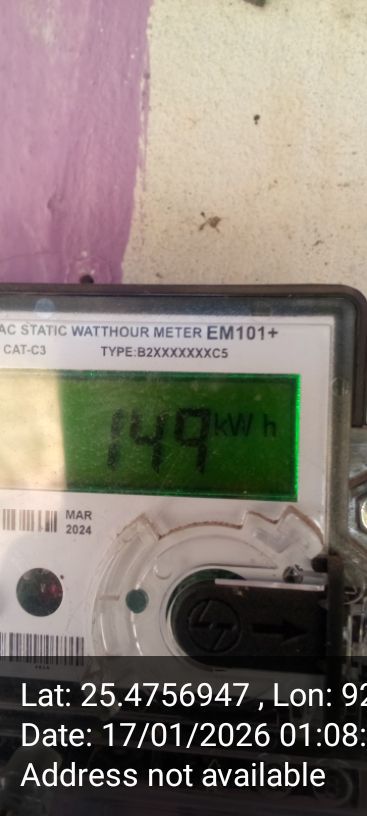 AC STATIC WATTHOUR METER EM101+
CAT-C3 TYPE:B2XXXXXXXC5
149 kWh
MAR
2024
Lat: 25.4756947 , Lon: 92
Date: 17/01/2026 01:08:
Address not available